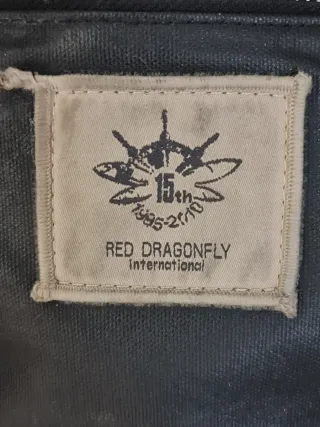 15th
1995-2010
RED DRAGONFLY
International